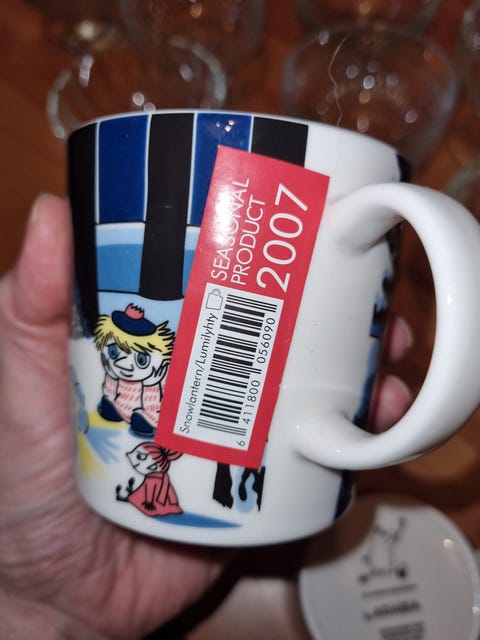 SEASONAL
PRODUCT
2007
Snowlantern/Lumilyhty
6 411800 056090